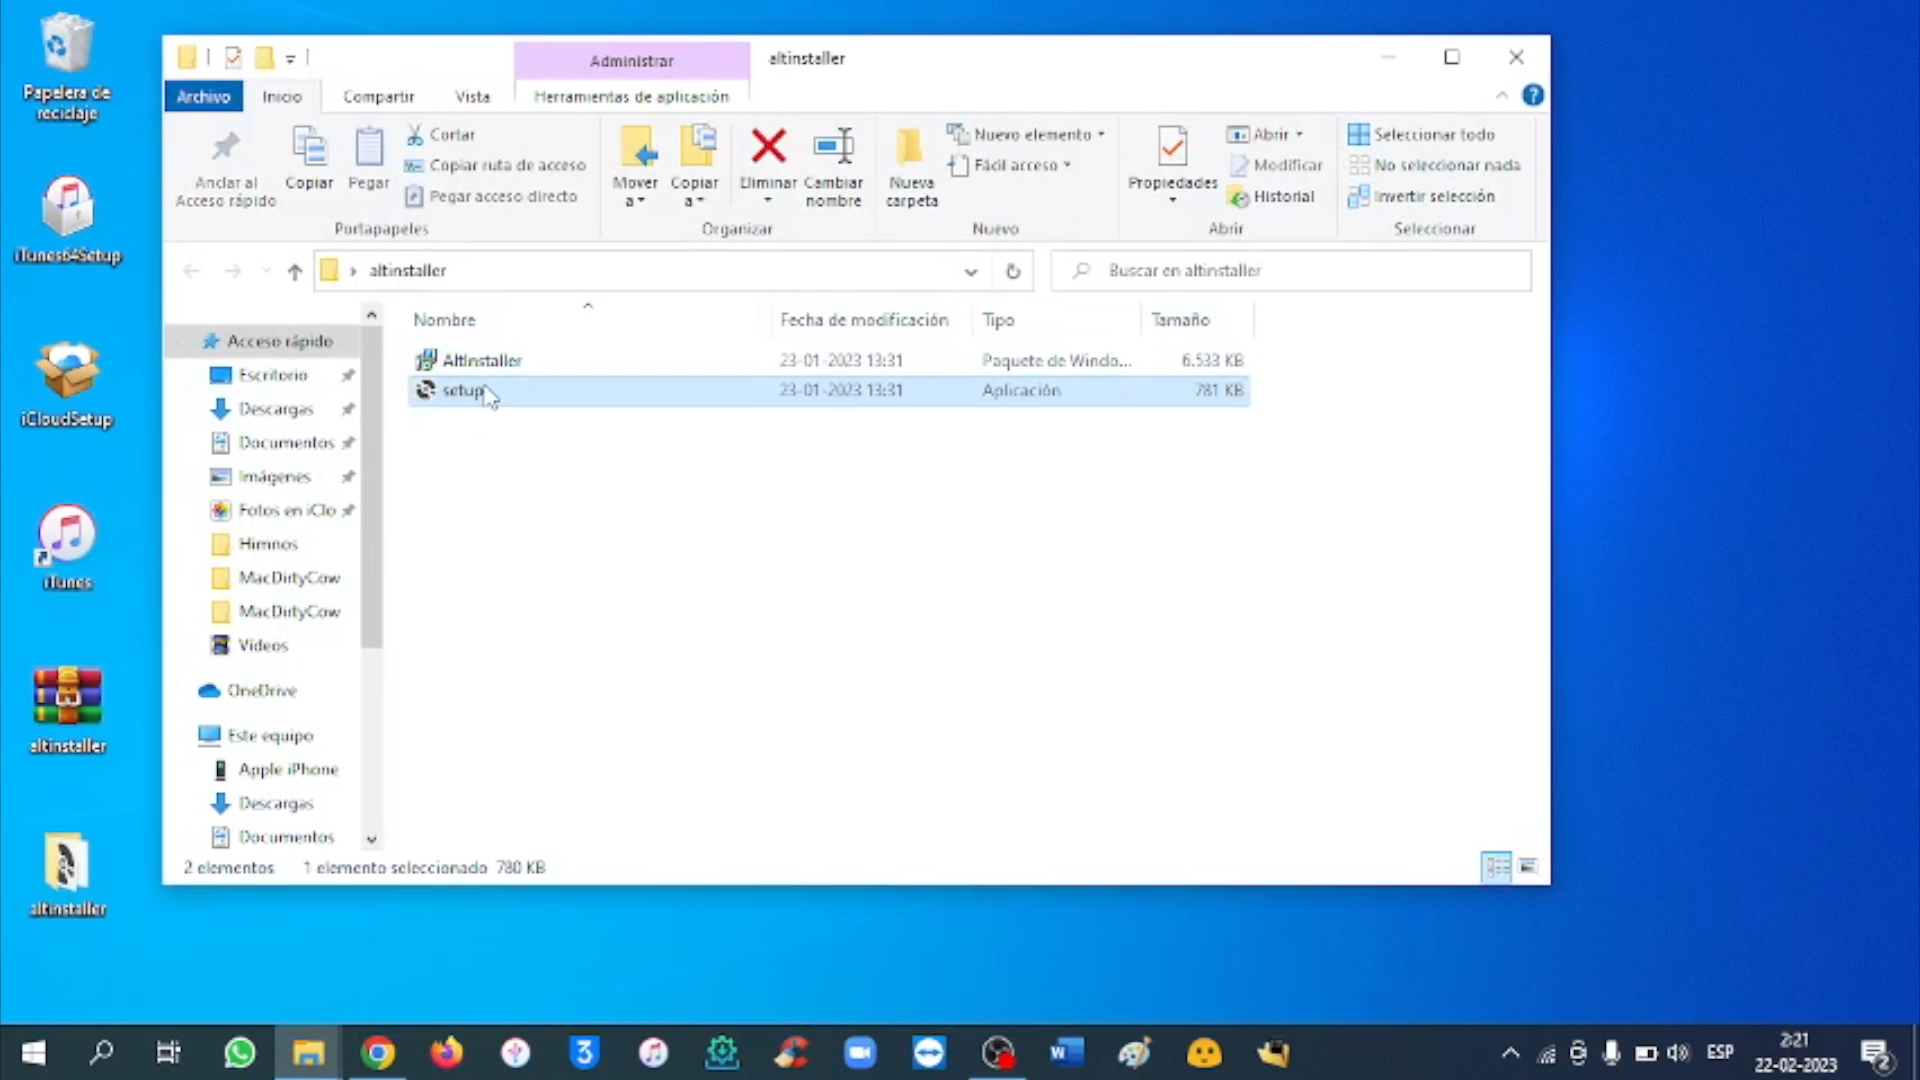 Papelera de
reciclaje
iTunes64Setup
iCloudSetup
iTunes
altinstaller
altinstaller
Administrar
altinstaller
Archivo
Inicio
Compartir
Vista
Herramientas de aplicación
Anclar al
Acceso rápido
Copiar
Pegar
Cortar
Copiar ruta de acceso
Pegar acceso directo
Portapapeles
Mover
a
Copiar
a
Eliminar
Cambiar
nombre
Organizar
Nueva
carpeta
Nuevo elemento
Fácil acceso
Nuevo
Propiedades
Abrir
Modificar
Historial
Abrir
Seleccionar todo
No seleccionar nada
Invertir selección
Seleccionar
altinstaller
Buscar en altinstaller
Acceso rápido
Escritorio
Descargas
Documentos
Imágenes
Fotos en iClo
Himnos
MacDirtyCow
MacDirtyCow
Vídeos
OneDrive
Este equipo
Apple iPhone
Descargas
Documentos
Nombre Fecha de modificación Tipo Tamaño
AltInstaller 23-01-2023 13:31 Paquete de Windo... 6.533 KB
setup 23-01-2023 13:31 Aplicación 781 KB
2 elementos 1 elemento seleccionado 780 KB
ESP
2:21
22-02-2023
2